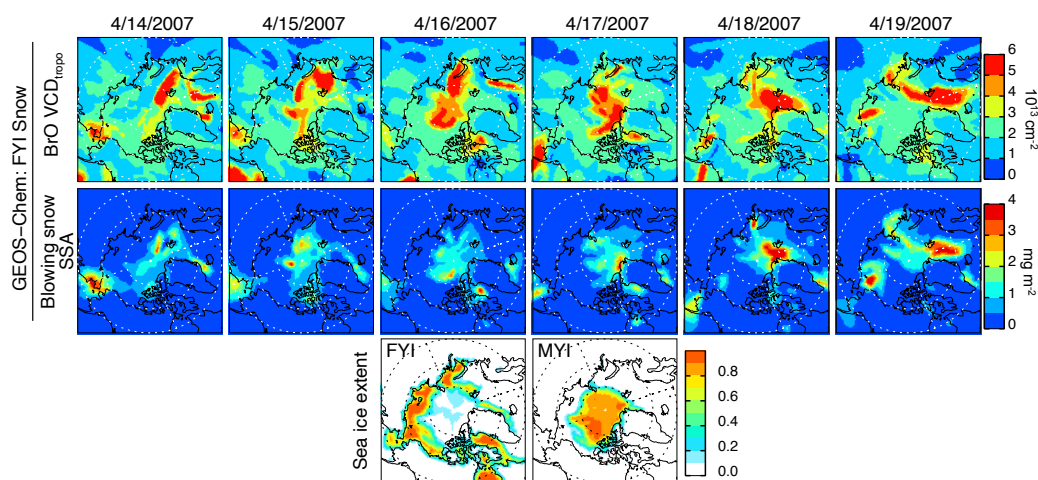 4/14/2007 4/15/2007 4/16/2007 4/17/2007 4/18/2007 4/19/2007
GEOS-Chem: FYI Snow
BrO VCD_tropo
6
5
4
3
2
1
0
10^13 cm^-2
Blowing snow
SSA
4
3
2
1
0
mg m^-2
Sea ice extent
FYI
MYI
0.8
0.6
0.4
0.2
0.0